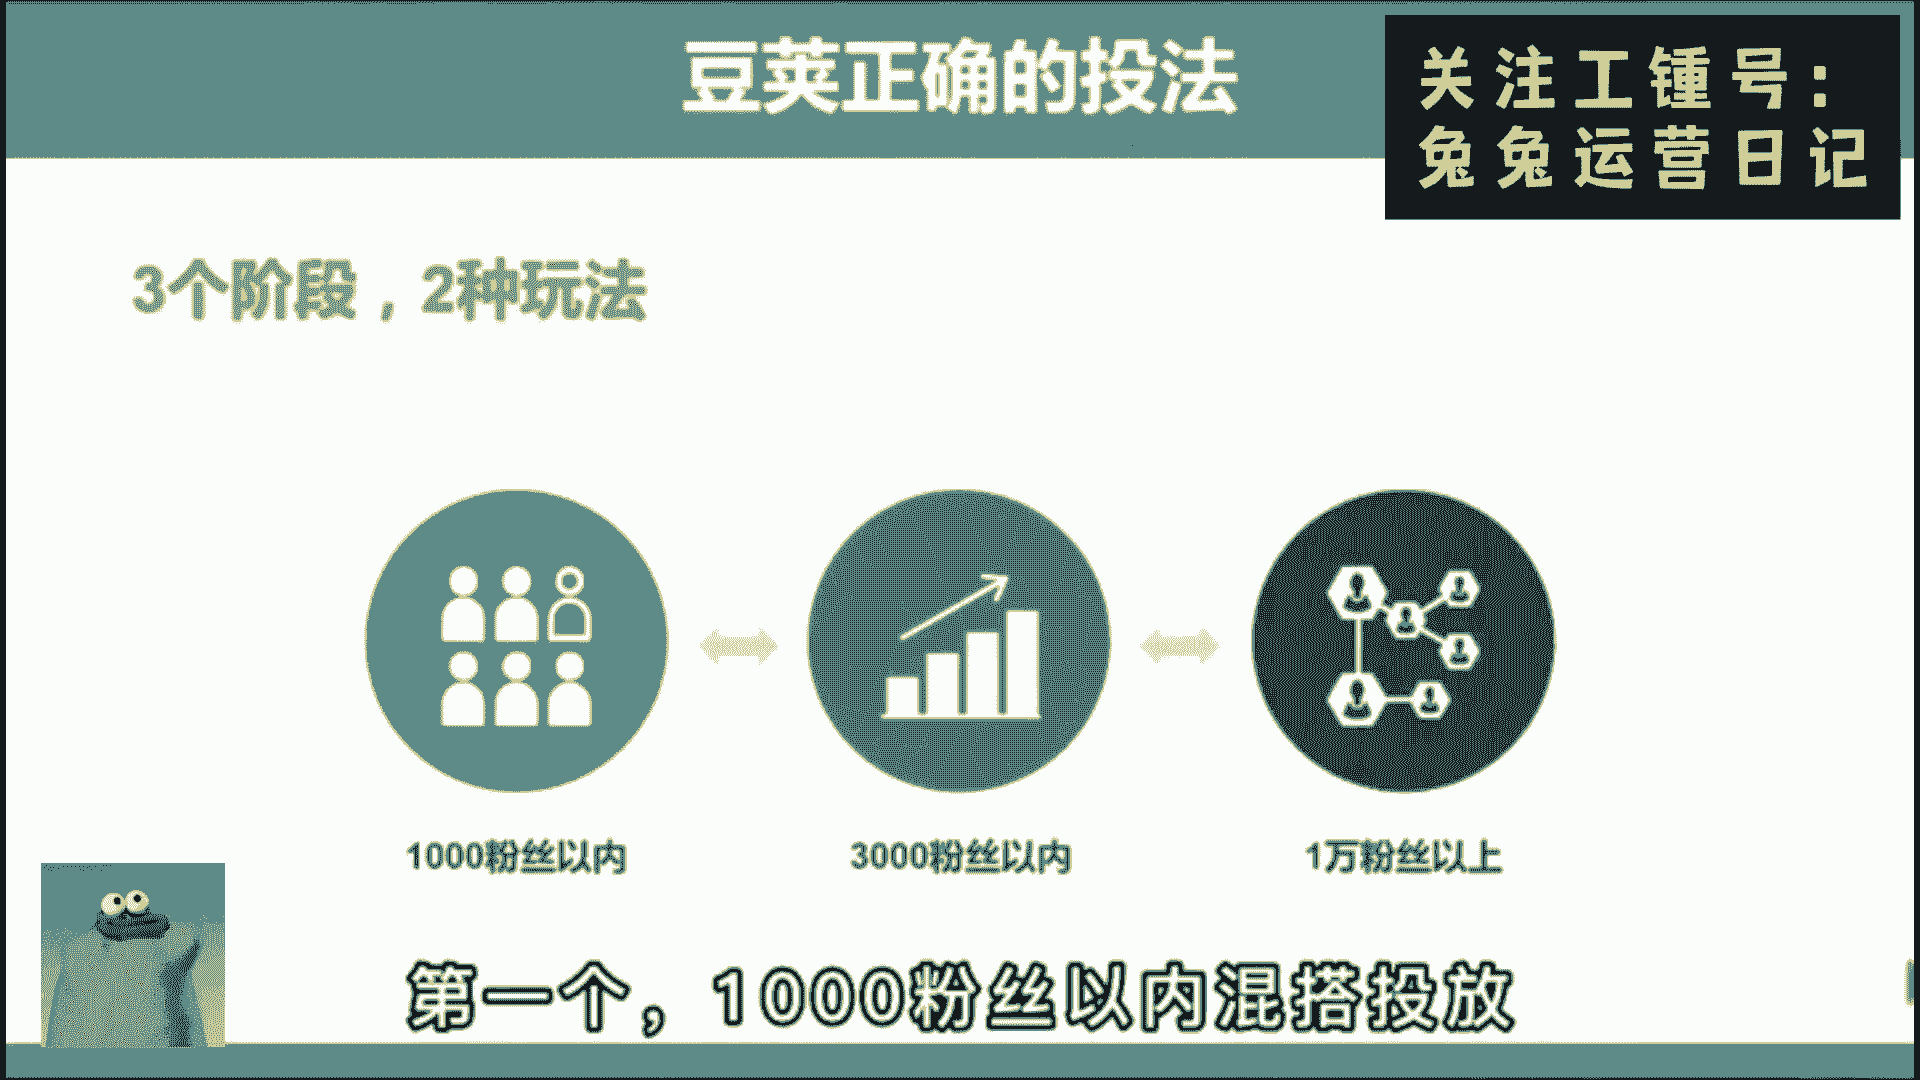 豆荚正确的投法
关注工锺号：
兔兔运营日记
3个阶段，2种玩法
1000粉丝以内
3000粉丝以内
1万粉丝以上
第一个，1000粉丝以内混搭投放